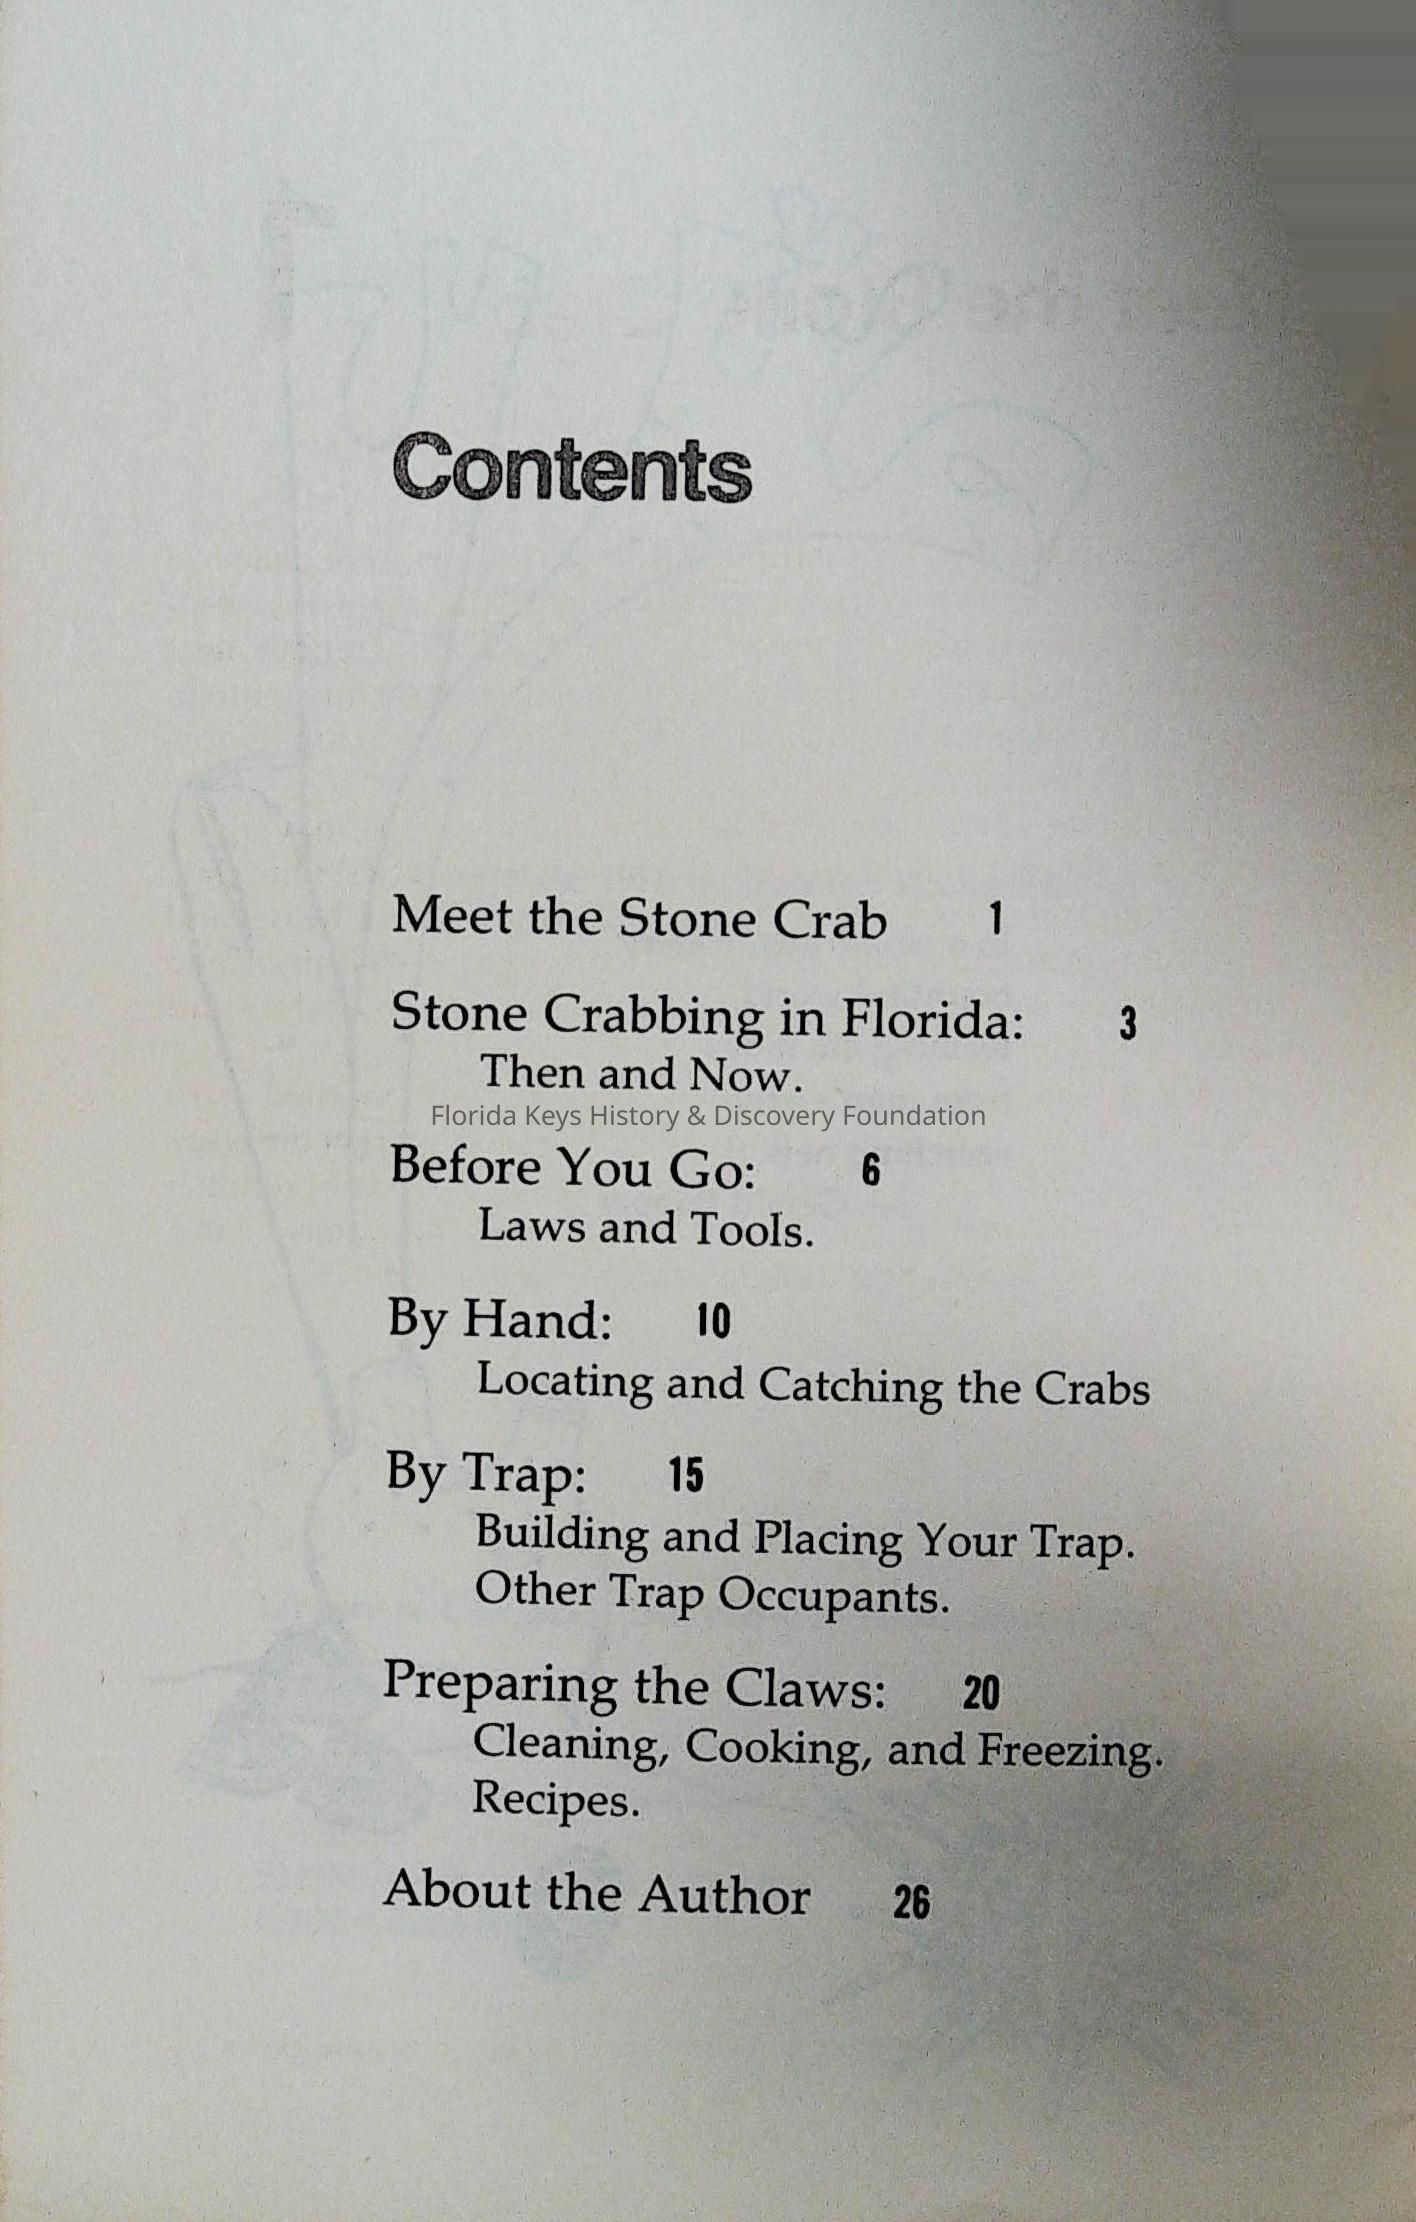 Contents
Meet the Stone Crab 1
Stone Crabbing in Florida: 3
Then and Now.
Florida Keys History & Discovery Foundation
Before You Go: 6
Laws and Tools.
By Hand: 10
Locating and Catching the Crabs
By Trap: 15
Building and Placing Your Trap.
Other Trap Occupants.
Preparing the Claws: 20
Cleaning, Cooking, and Freezing.
Recipes.
About the Author 26